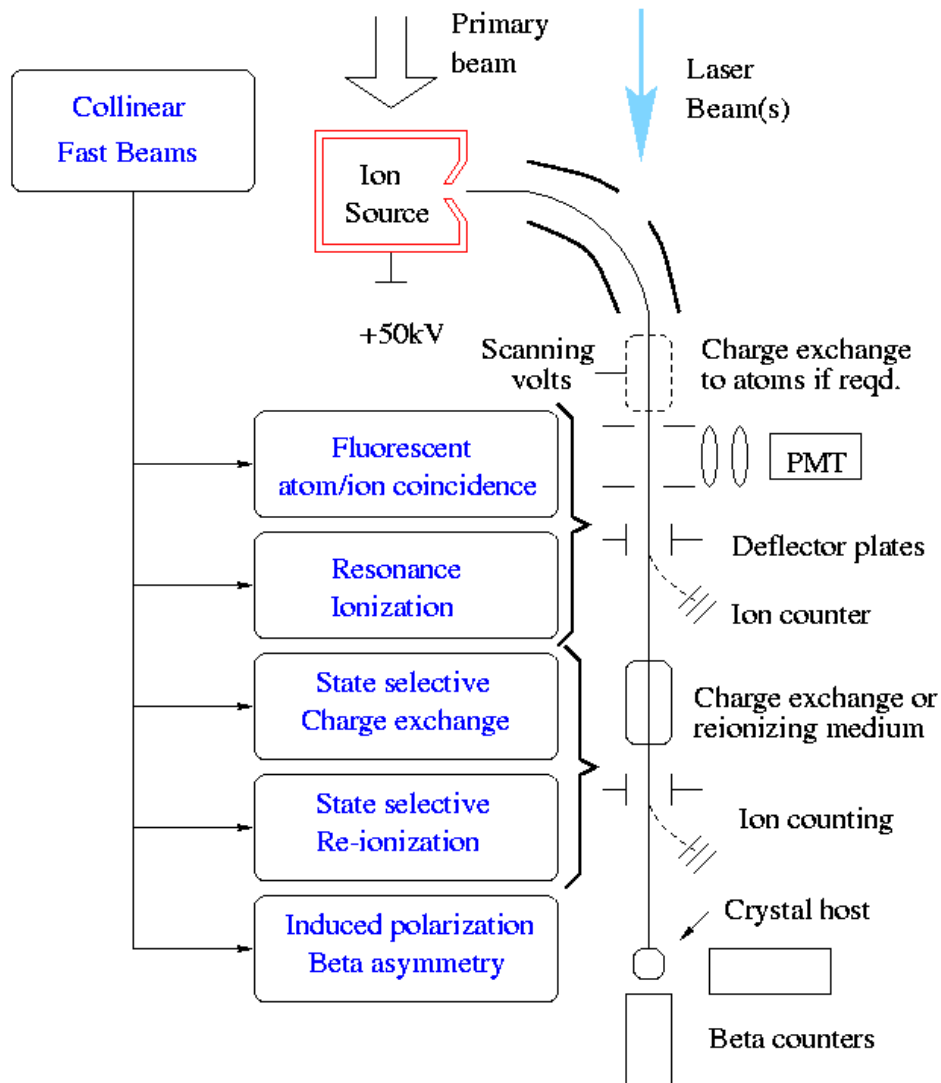 Primary
beam
Laser
Beam(s)
Collinear
Fast Beams
Ion
Source
+50kV
Scanning
volts
Charge exchange
to atoms if reqd.
Fluorescent
atom/ion coincidence
PMT
Deflector plates
Resonance
Ionization
Ion counter
State selective
Charge exchange
Charge exchange or
reionizing medium
State selective
Re-ionization
Ion counting
Induced polarization
Beta asymmetry
Crystal host
Beta counters